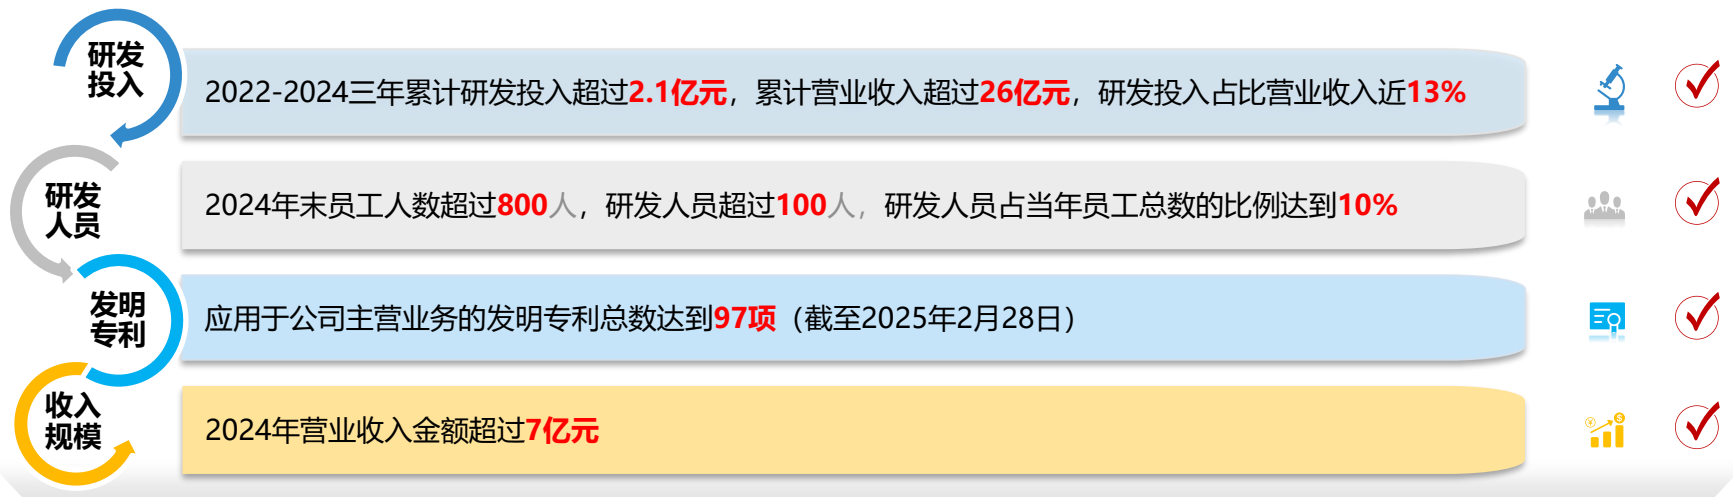 研发
投入
2022-2024三年累计研发投入超过2.1亿元，累计营业收入超过26亿元，研发投入占比营业收入近13%
研发
人员
2024年末员工人数超过800人，研发人员超过100人，研发人员占当年员工总数的比例达到10%
发明
专利
应用于公司主营业务的发明专利总数达到97项（截至2025年2月28日）
收入
规模
2024年营业收入金额超过7亿元